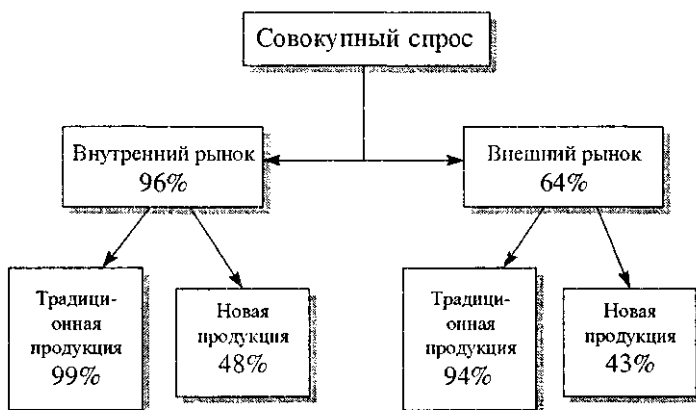 Совокупный спрос
Внутренний рынок
96%
Внешний рынок
64%
Традици-
онная
продукция
99%
Новая
продукция
48%
Традици-
онная
продукция
94%
Новая
продукция
43%